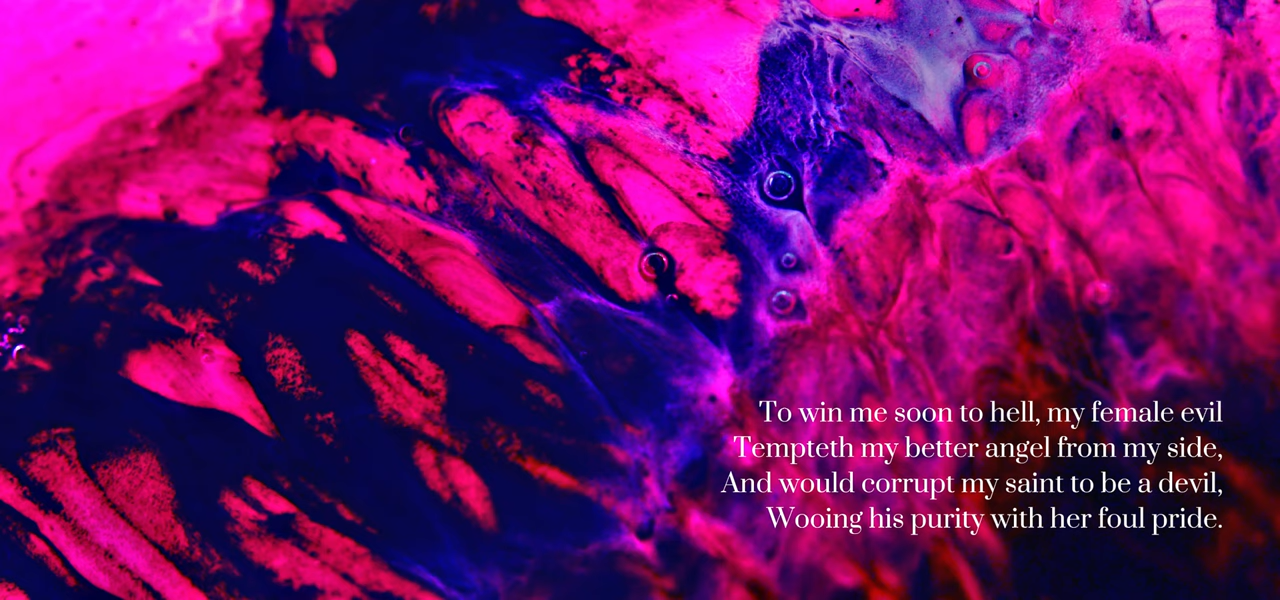 To win me soon to hell, my female evil
Tempteth my better angel from my side,
And would corrupt my saint to be a devil,
Wooing his purity with her foul pride.